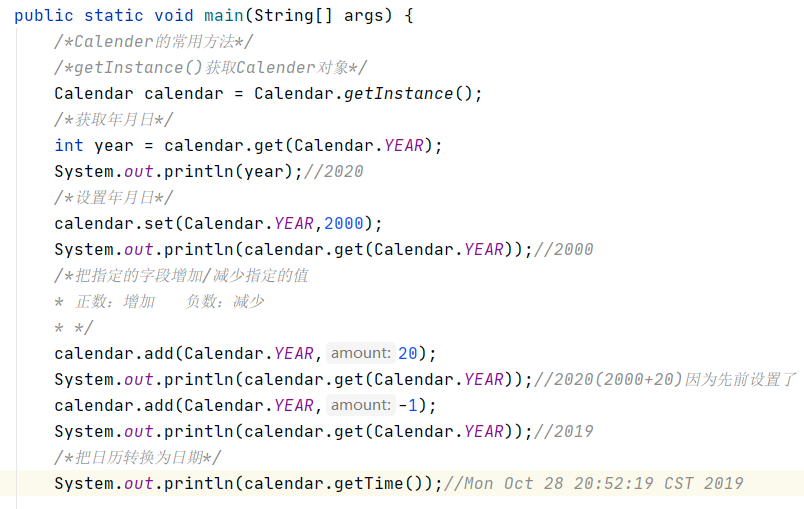 public static void main(String[] args) {
/*Calender的常用方法*/
/*getInstance()获取Calender对象*/
Calendar calendar = Calendar.getInstance();
/*获取年月日*/
int year = calendar.get(Calendar.YEAR);
System.out.println(year);//2020
/*设置年月日*/
calendar.set(Calendar.YEAR,2000);
System.out.println(calendar.get(Calendar.YEAR));//2000
/*把指定的字段增加/减少指定的值
* 正数：增加   负数：减少
* */
calendar.add(Calendar.YEAR, amount: 20);
System.out.println(calendar.get(Calendar.YEAR));//2020(2000+20)因为先前设置了
calendar.add(Calendar.YEAR, amount: -1);
System.out.println(calendar.get(Calendar.YEAR));//2019
/*把日历转换为日期*/
System.out.println(calendar.getTime());//Mon Oct 28 20:52:19 CST 2019